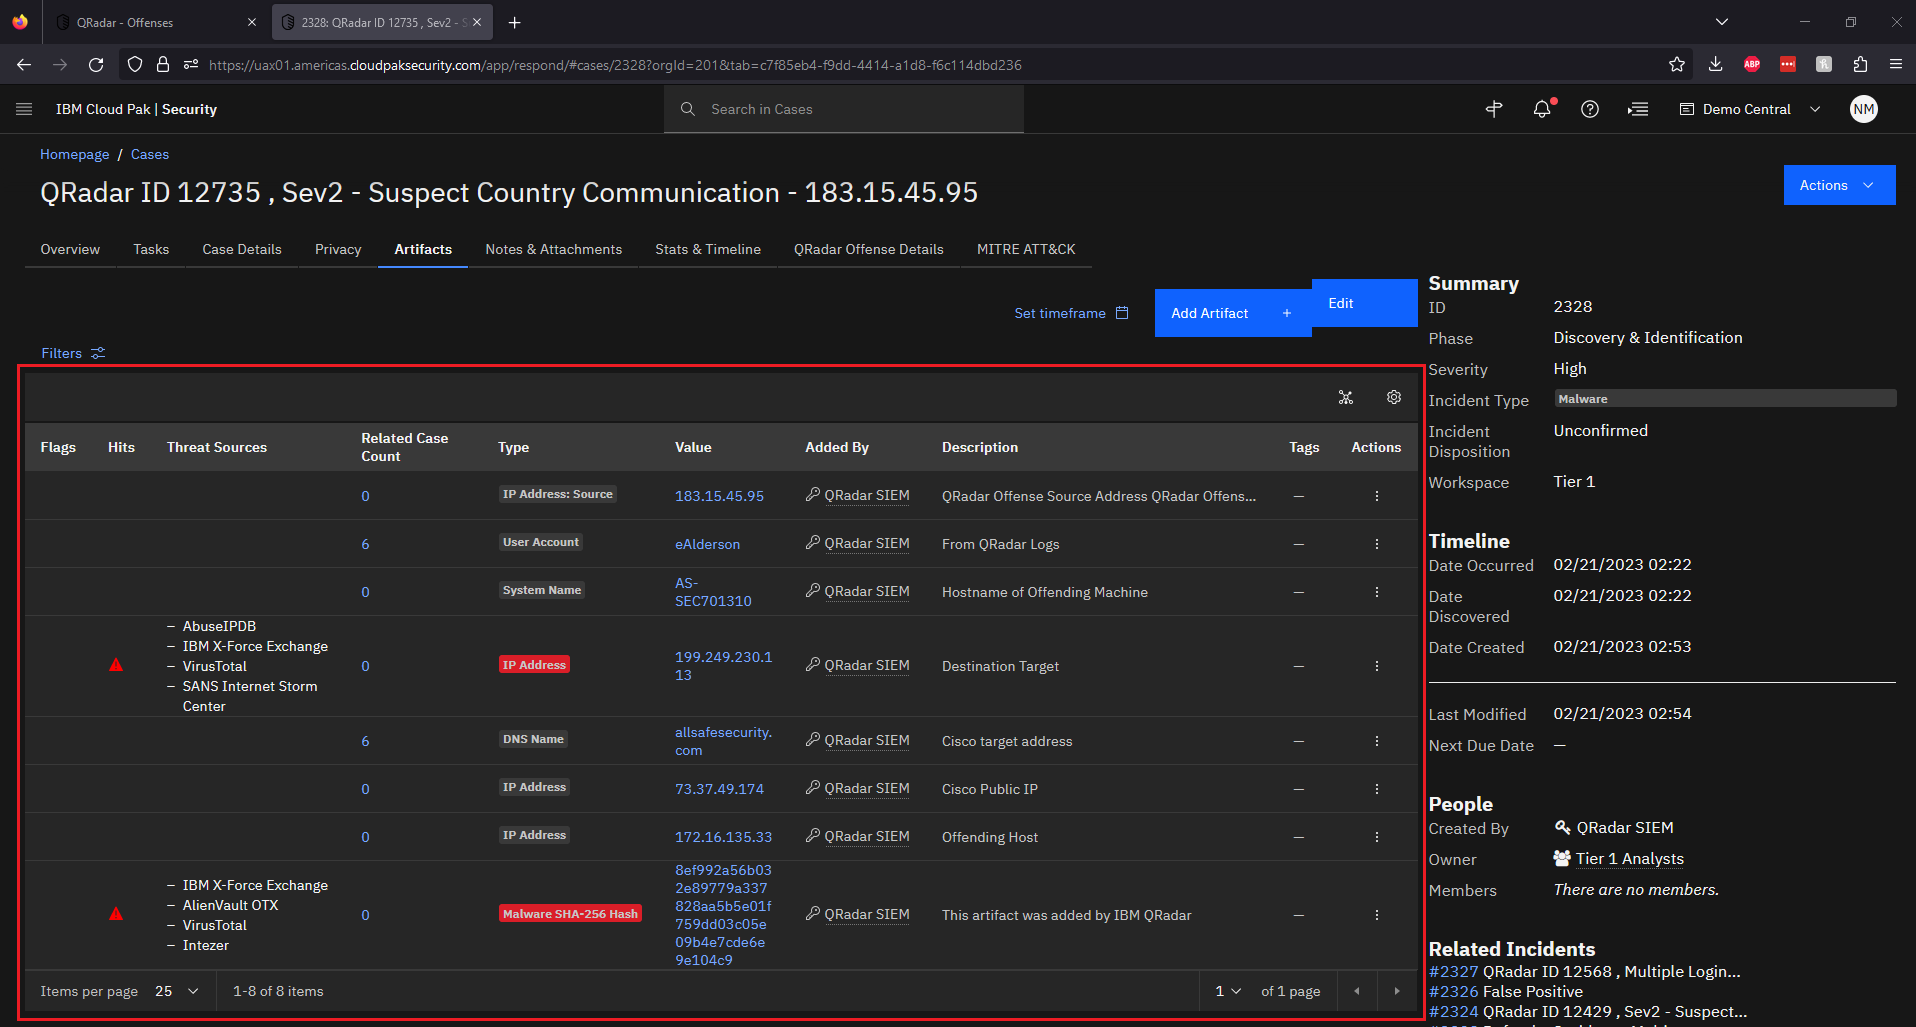 QRadar - Offenses
2328: QRadar ID 12735 , Sev2 - S
https://uax01.americas.cloudpaksecurity.com/app/respond/#cases/2328?orgId=201&tab=c7f85eb4-f9dd-4414-a1d8-f6c114dbd236
ABP
IBM Cloud Pak | Security
Search in Cases
Demo Central
NM
Homepage / Cases
QRadar ID 12735 , Sev2 - Suspect Country Communication - 183.15.45.95
Actions
Overview Tasks Case Details Privacy Artifacts Notes & Attachments Stats & Timeline QRadar Offense Details MITRE ATT&CK
Set timeframe
Add Artifact +
Edit
Filters
Flags Hits Threat Sources Related Case Count Type Value Added By Description Tags Actions
0 IP Address: Source 183.15.45.95 QRadar SIEM QRadar Offense Source Address QRadar Offens... —
6 User Account eAlderson QRadar SIEM From QRadar Logs —
0 System Name AS-
SEC701310 QRadar SIEM Hostname of Offending Machine —
– AbuseIPDB
– IBM X-Force Exchange
– VirusTotal
– SANS Internet Storm
Center
0 IP Address 199.249.230.1
13 QRadar SIEM Destination Target —
6 DNS Name allsafesecurity.
com QRadar SIEM Cisco target address —
0 IP Address 73.37.49.174 QRadar SIEM Cisco Public IP —
0 IP Address 172.16.135.33 QRadar SIEM Offending Host —
– IBM X-Force Exchange
– AlienVault OTX
– VirusTotal
– Intezer
0 Malware SHA-256 Hash
8ef992a56b03
2e89779a337
828aa5b5e01f
759dd03c05e
09b4e7cde6e
9e104c9
QRadar SIEM This artifact was added by IBM QRadar —
Items per page 25 1-8 of 8 items 1 of 1 page
Summary
ID 2328
Phase Discovery & Identification
Severity High
Incident Type Malware
Incident
Disposition Unconfirmed
Workspace Tier 1
Timeline
Date Occurred 02/21/2023 02:22
Date
Discovered 02/21/2023 02:22
Date Created 02/21/2023 02:53
Last Modified 02/21/2023 02:54
Next Due Date —
People
Created By QRadar SIEM
Owner Tier 1 Analysts
Members There are no members.
Related Incidents
#2327 QRadar ID 12568 , Multiple Login...
#2326 False Positive
#2324 QRadar ID 12429 , Sev2 - Suspect...